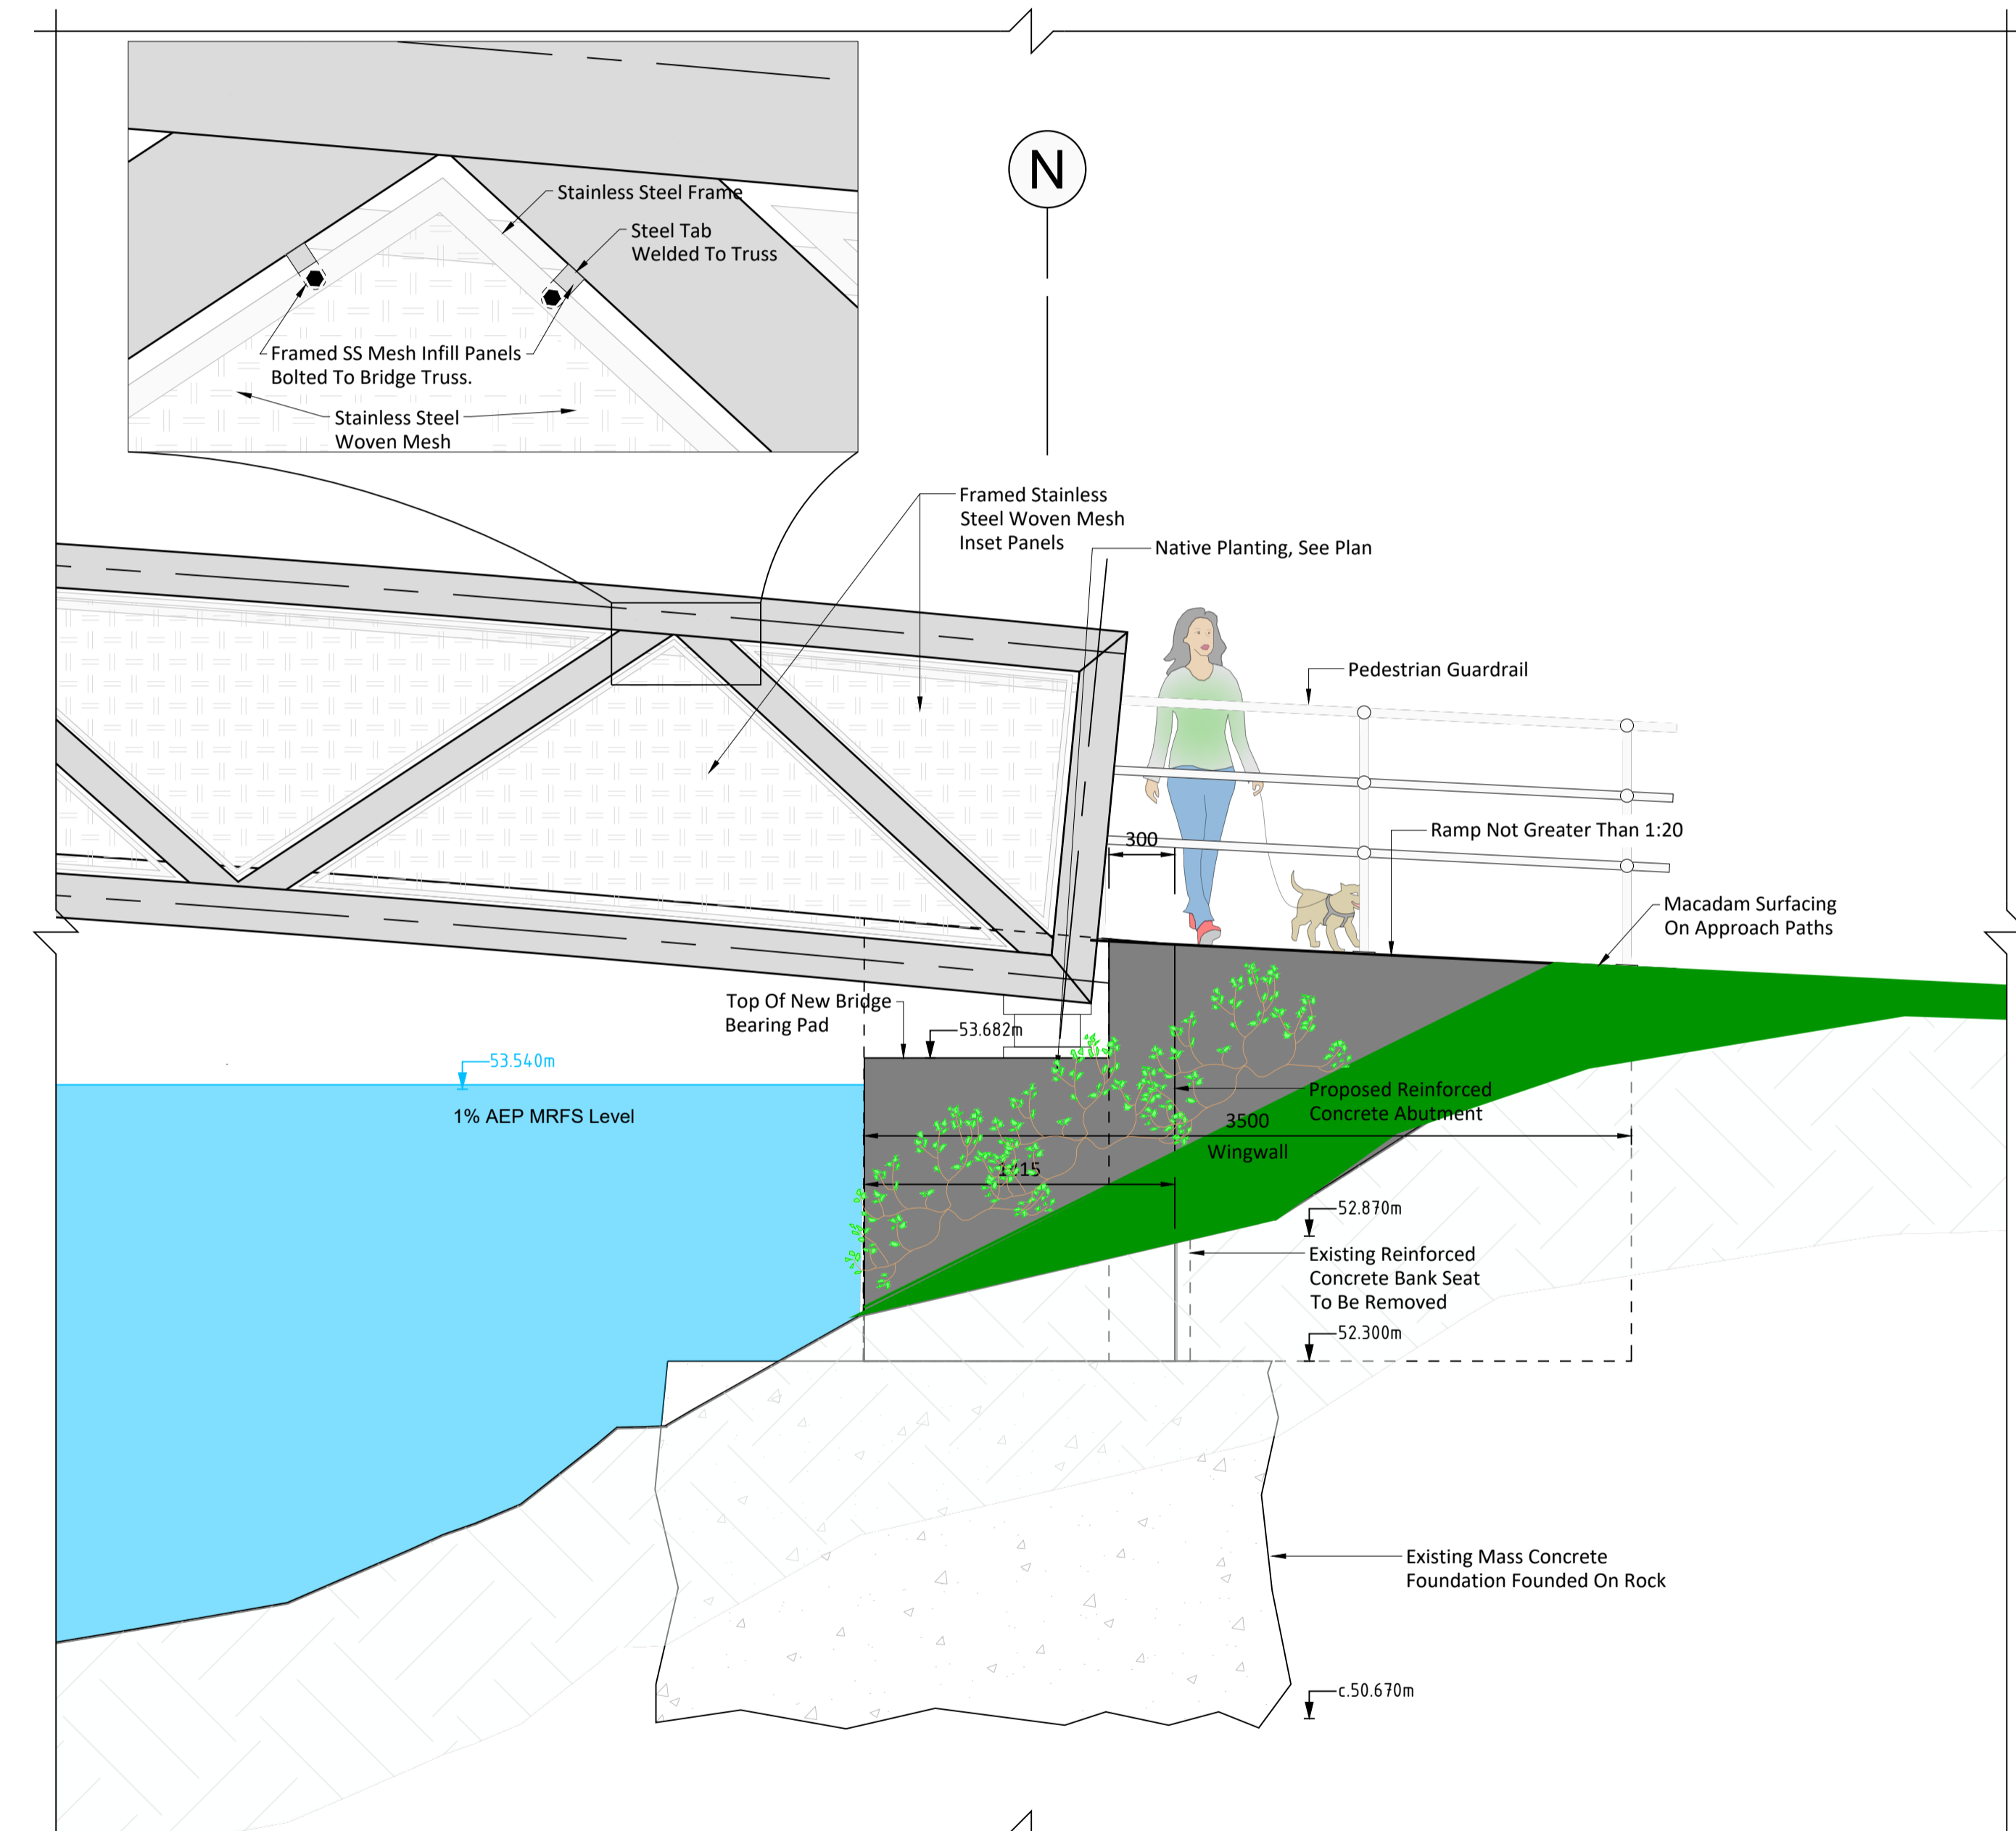 N
Stainless Steel Frame
Steel Tab
Welded To Truss
Framed SS Mesh Infill Panels
Bolted To Bridge Truss.
Stainless Steel
Woven Mesh
Framed Stainless
Steel Woven Mesh
Inset Panels
Native Planting, See Plan
Pedestrian Guardrail
300
Ramp Not Greater Than 1:20
Macadam Surfacing
On Approach Paths
Top Of New Bridge
Bearing Pad
53.682m
53.540m
1% AEP MRFS Level
Proposed Reinforced
Concrete Abutment
3500
Wingwall
52.870m
Existing Reinforced
Concrete Bank Seat
To Be Removed
52.300m
Existing Mass Concrete
Foundation Founded On Rock
c.50.670m